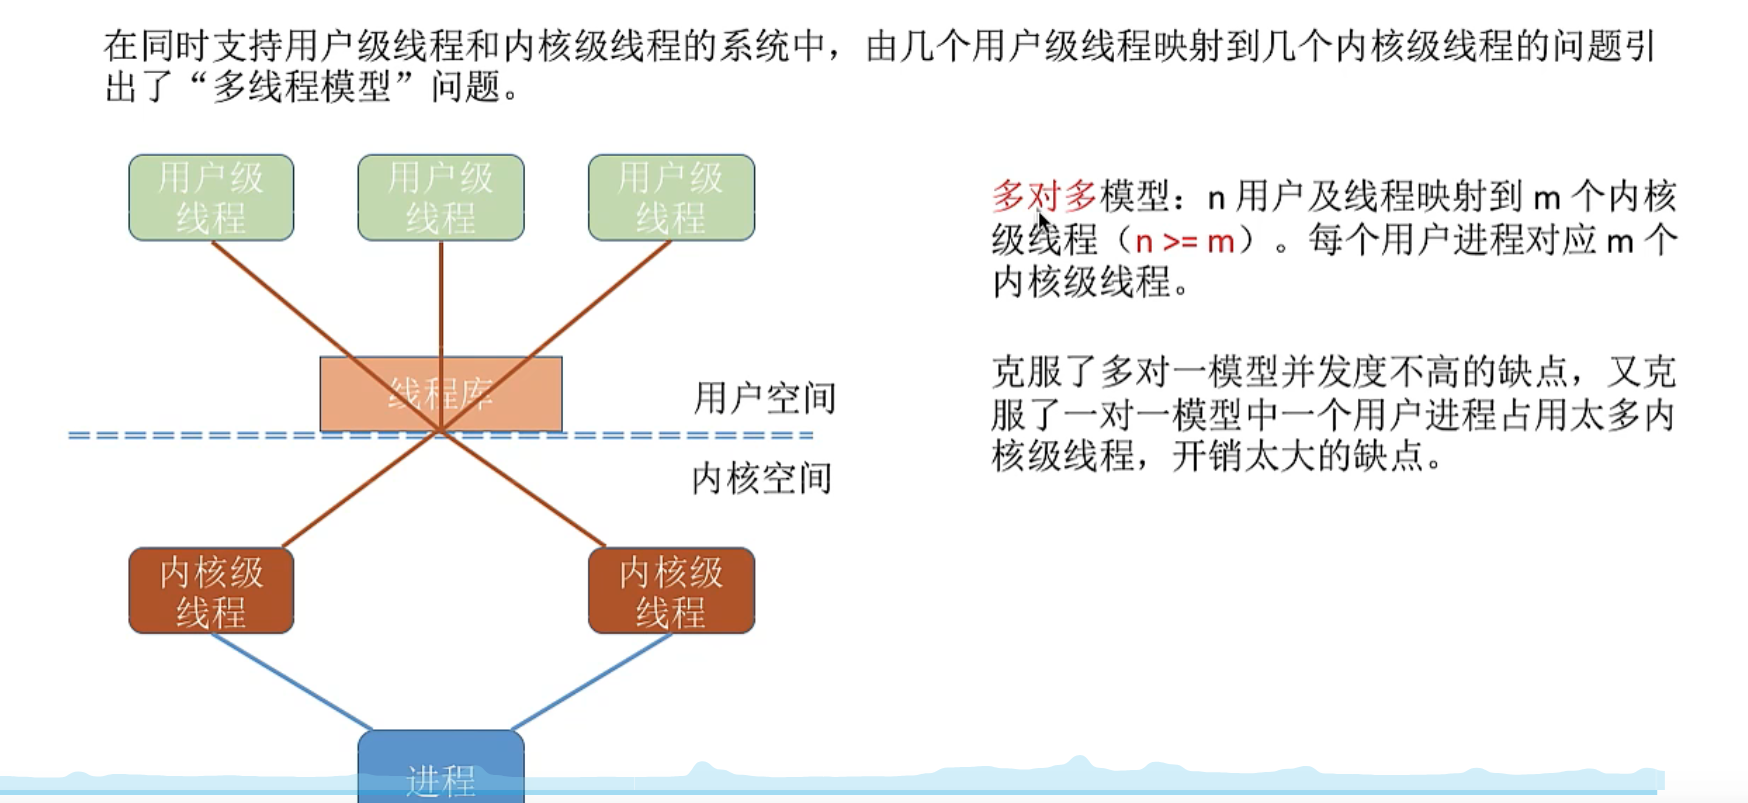 在同时支持用户级线程和内核级线程的系统中，由几个用户级线程映射到几个内核级线程的问题引
出了“多线程模型”问题。
用户级
线程
用户级
线程
用户级
线程
多对多模型：n 用户及线程映射到 m 个内核
级线程（n >= m）。每个用户进程对应 m 个
内核级线程。
克服了多对一模型并发度不高的缺点，又克
服了一对一模型中一个用户进程占用太多内
核级线程，开销太大的缺点。
线程库
用户空间
内核空间
内核级
线程
内核级
线程
进程